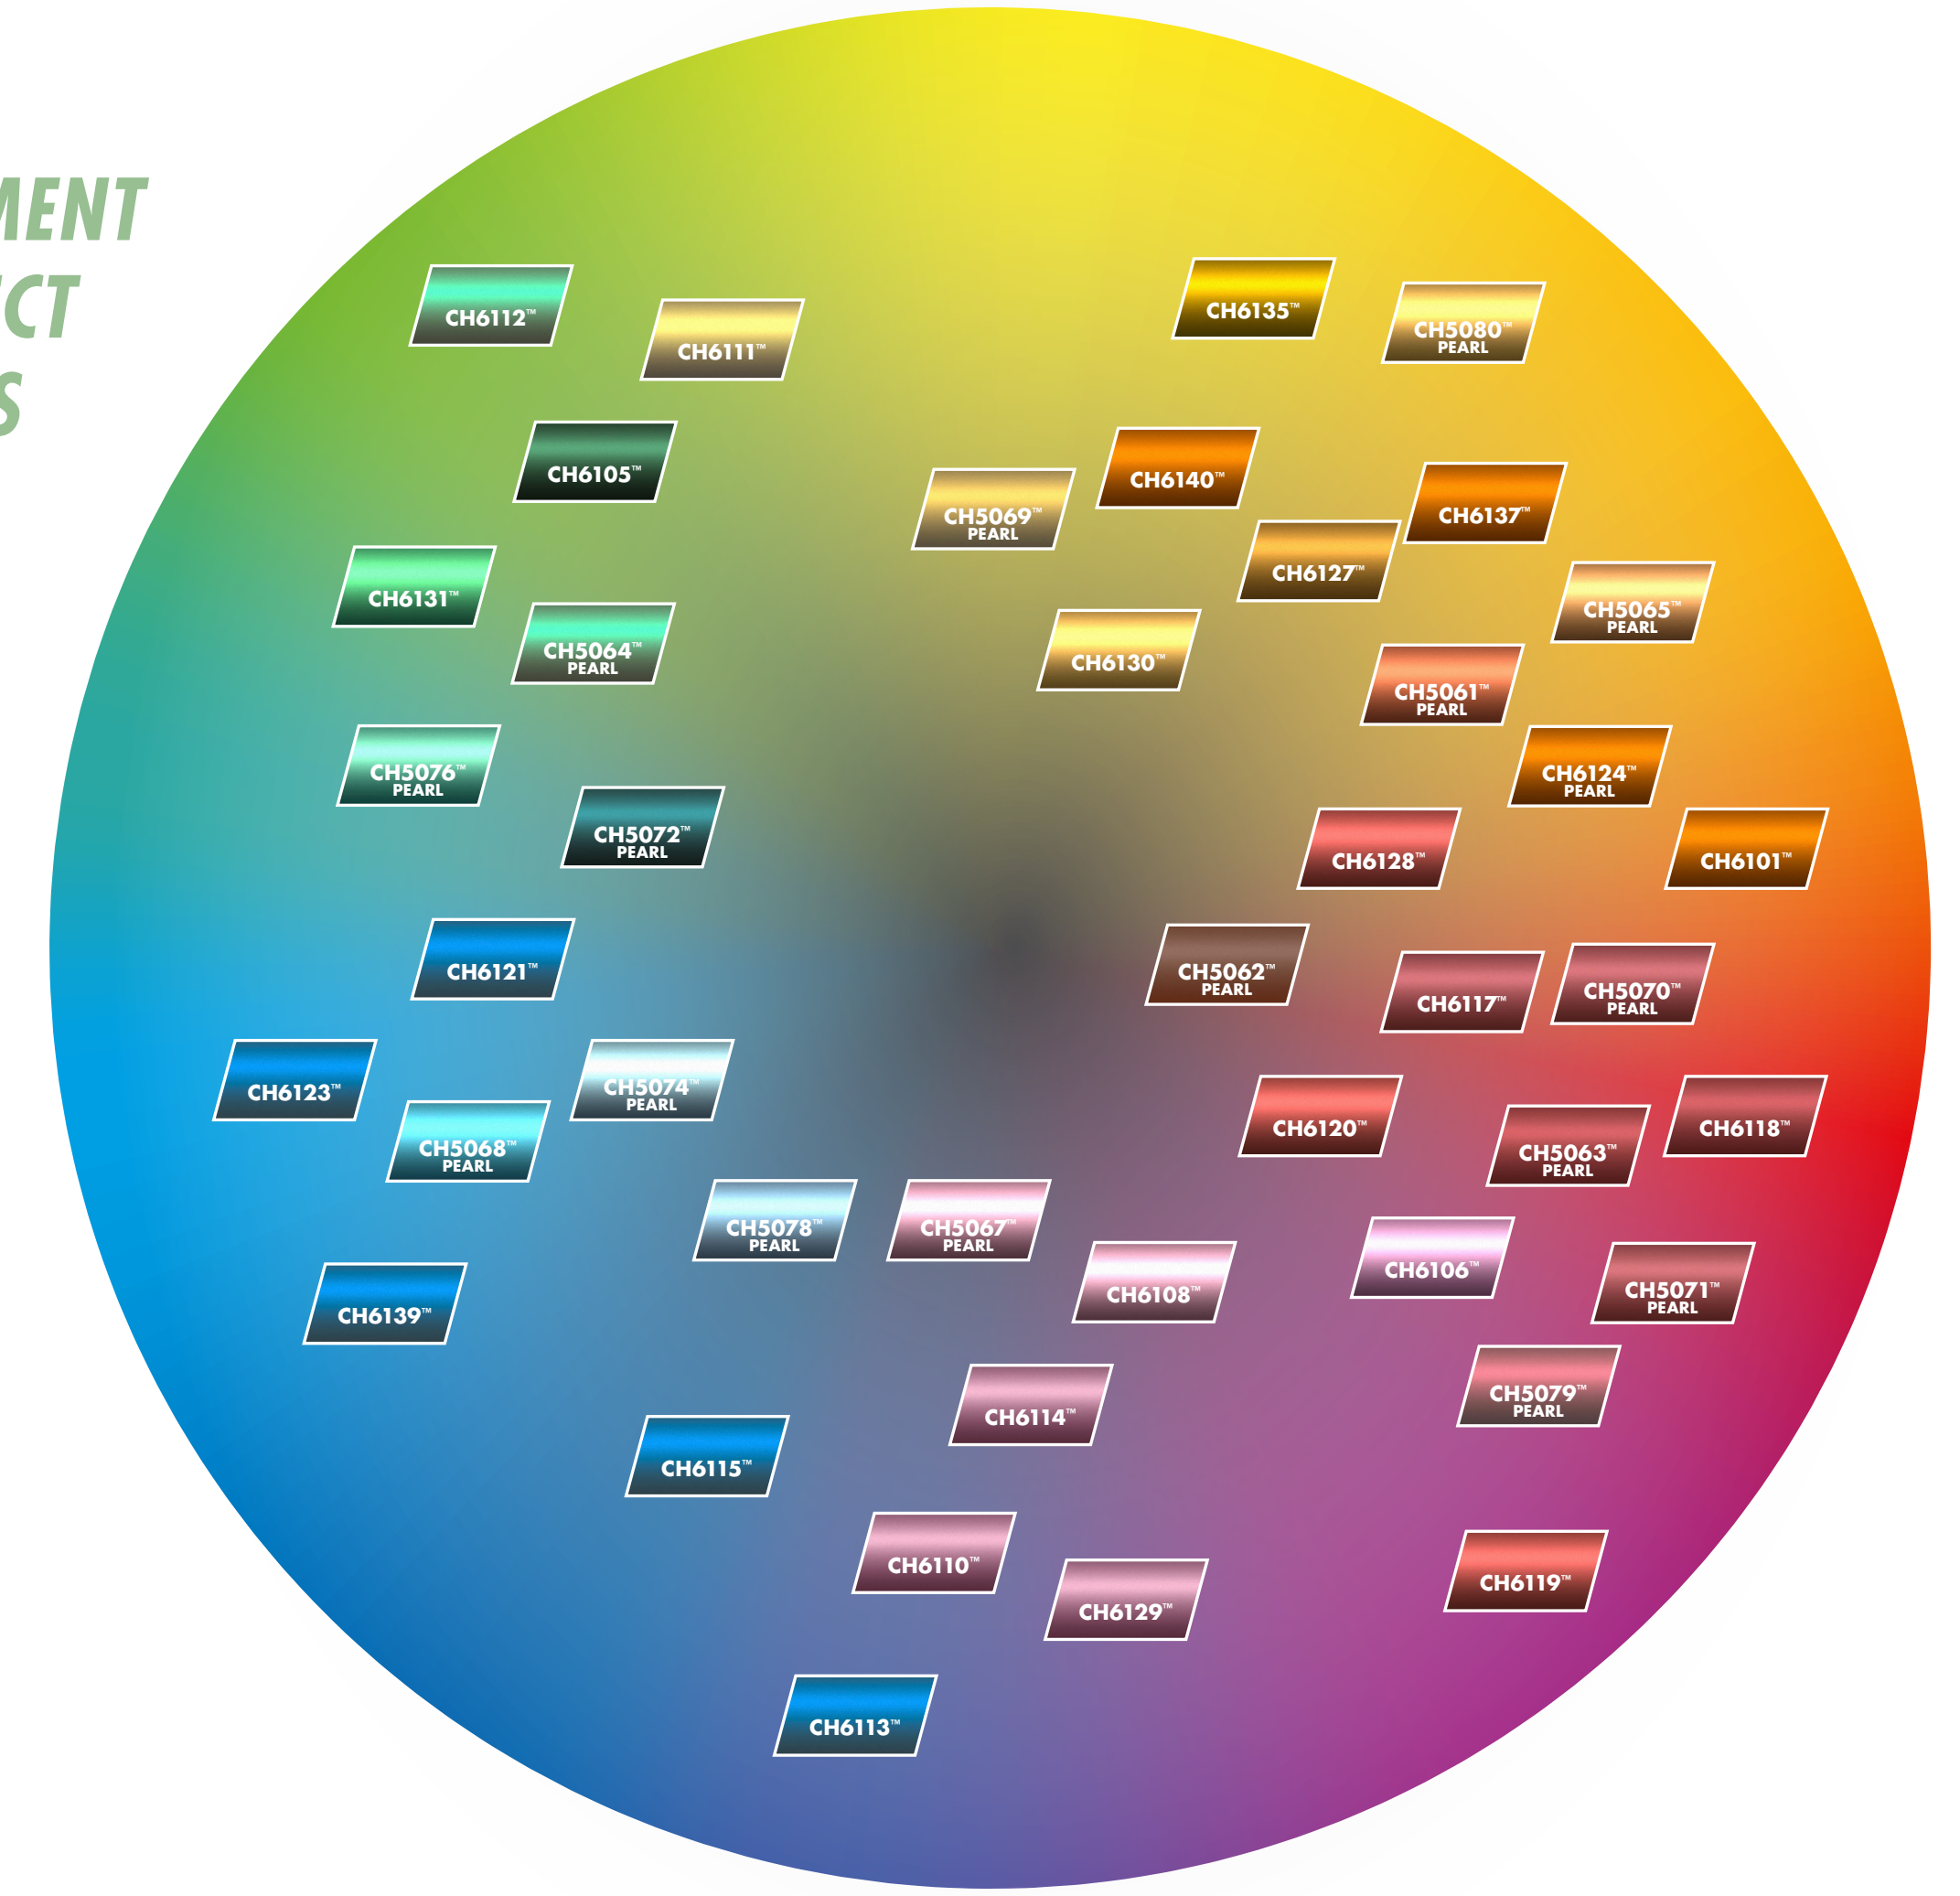 MENT
CT
S
CH6135™
CH5080™
PEARL
CH6112™
CH6111™
CH6105™
CH6140™
CH5069™
PEARL
CH6137™
CH6127™
CH6131™
CH5065™
PEARL
CH5064™
PEARL
CH6130™
CH5061™
PEARL
CH5076™
PEARL
CH6124™
PEARL
CH5072™
PEARL
CH6128™
CH6101™
CH6121™
CH5062™
PEARL
CH6117™
CH5070™
PEARL
CH6123™
CH5074™
PEARL
CH6120™
CH6118™
CH5068™
PEARL
CH5063™
PEARL
CH5078™
PEARL
CH5067™
PEARL
CH6106™
CH6108™
CH5071™
PEARL
CH6139™
CH5079™
PEARL
CH6114™
CH6115™
CH6110™
CH6119™
CH6129™
CH6113™